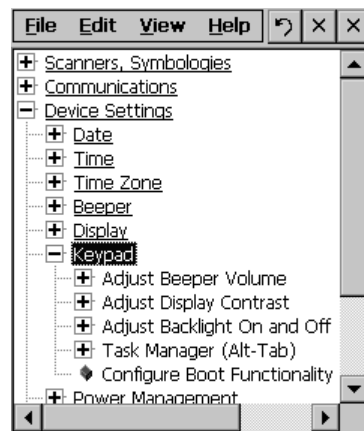 File Edit View Help
Scanners, Symbologies
Communications
Device Settings
Date
Time
Time Zone
Beeper
Display
Keypad
Adjust Beeper Volume
Adjust Display Contrast
Adjust Backlight On and Off
Task Manager (Alt-Tab)
Configure Boot Functionality
Power Management